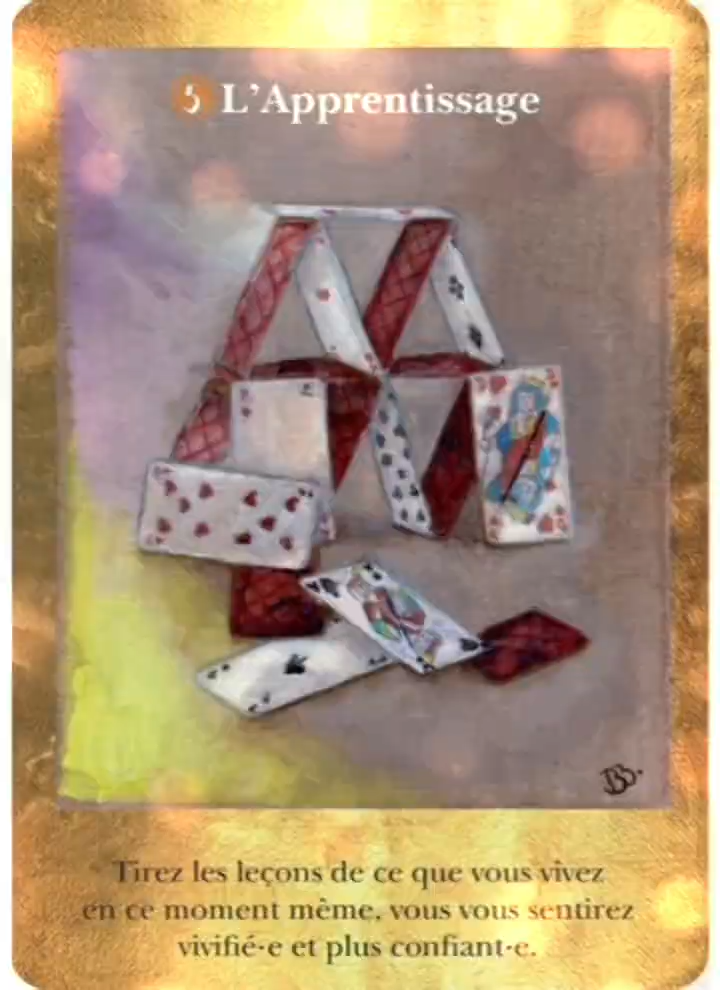 5 L'Apprentissage
BB.
Tirez les leçons de ce que vous vivez
en ce moment même, vous vous sentirez
vivifié·e et plus confiant·e.